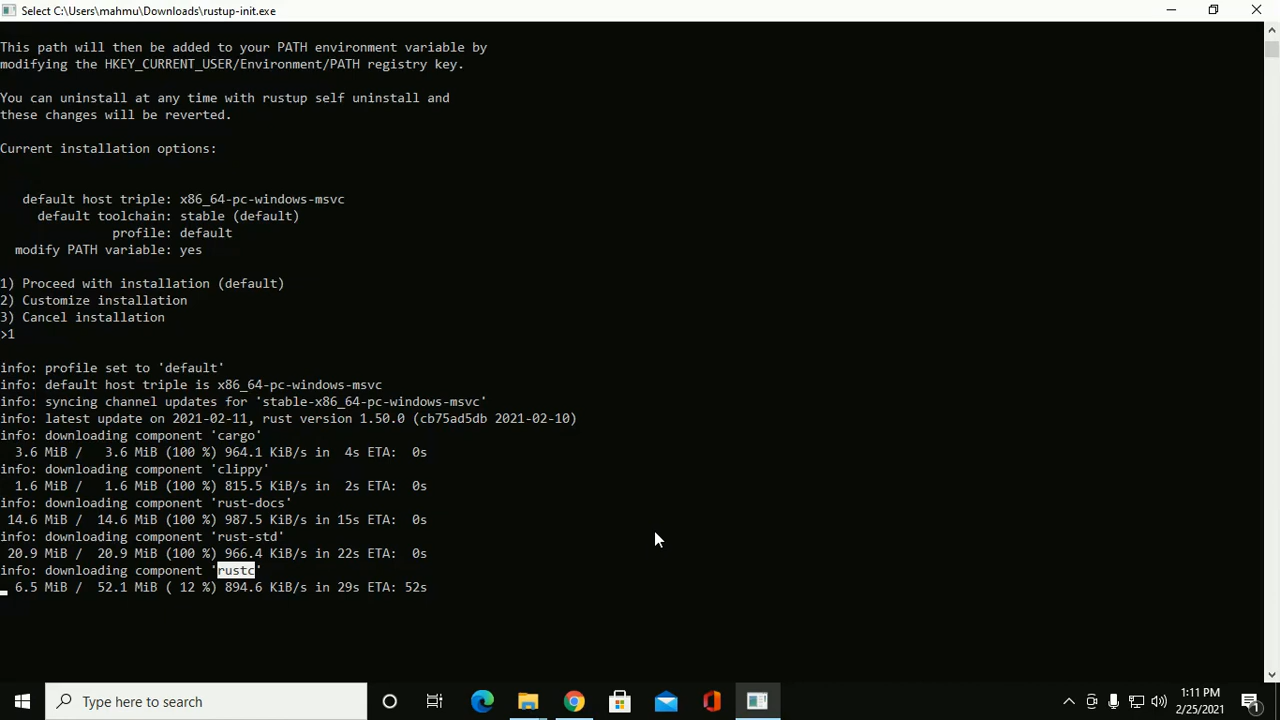 Select C:\Users\mahmu\Downloads\rustup-init.exe
This path will then be added to your PATH environment variable by
modifying the HKEY_CURRENT_USER/Environment/PATH registry key.
You can uninstall at any time with rustup self uninstall and
these changes will be reverted.
Current installation options:
default host triple: x86_64-pc-windows-msvc
default toolchain: stable (default)
profile: default
modify PATH variable: yes
1) Proceed with installation (default)
2) Customize installation
3) Cancel installation
>1
info: profile set to 'default'
info: default host triple is x86_64-pc-windows-msvc
info: syncing channel updates for 'stable-x86_64-pc-windows-msvc'
info: latest update on 2021-02-11, rust version 1.50.0 (cb75ad5db 2021-02-10)
info: downloading component 'cargo'
3.6 MiB /   3.6 MiB (100 %) 964.1 KiB/s in  4s ETA:  0s
info: downloading component 'clippy'
1.6 MiB /   1.6 MiB (100 %) 815.5 KiB/s in  2s ETA:  0s
info: downloading component 'rust-docs'
14.6 MiB /  14.6 MiB (100 %) 987.5 KiB/s in 15s ETA:  0s
info: downloading component 'rust-std'
20.9 MiB /  20.9 MiB (100 %) 966.4 KiB/s in 22s ETA:  0s
info: downloading component 'rustc'
6.5 MiB /  52.1 MiB ( 12 %) 894.6 KiB/s in 29s ETA: 52s
Type here to search
1:11 PM
2/25/2021
1